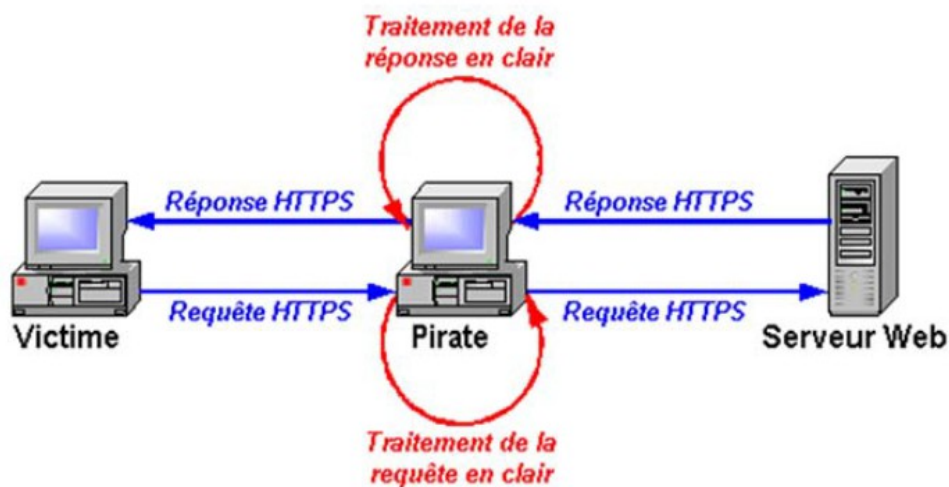 Traitement de la
réponse en clair
Réponse HTTPS
Réponse HTTPS
Requête HTTPS
Requête HTTPS
Victime
Pirate
Serveur Web
Traitement de la
requête en clair